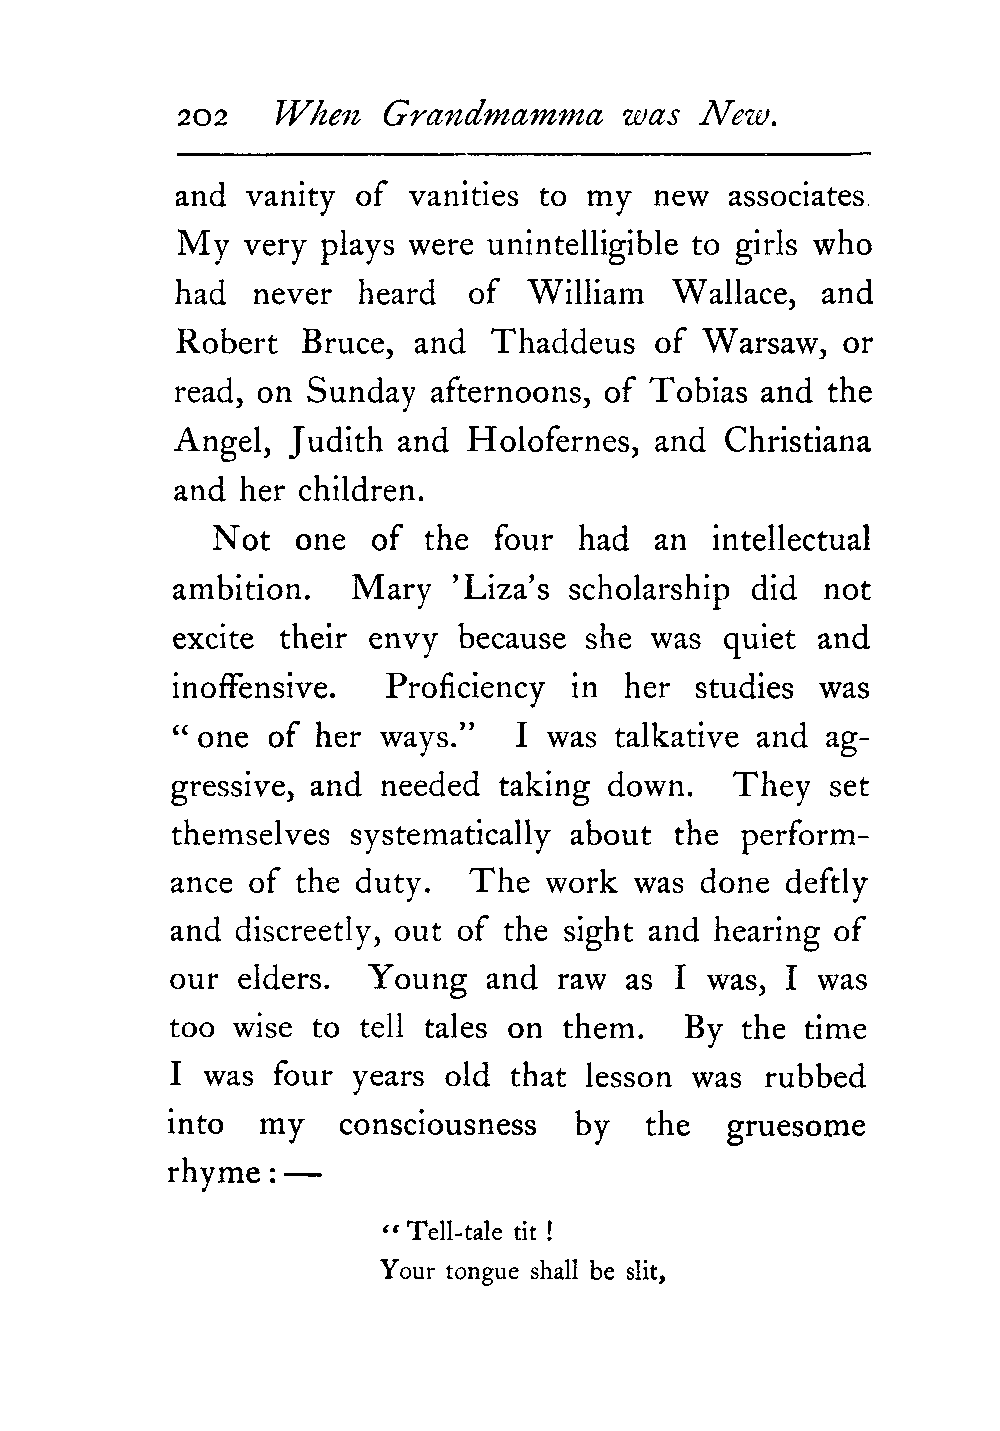 202 When Grandmamma was New.
and vanity of vanities to my new associates.
My very plays were unintelligible to girls who
had never heard of William Wallace, and
Robert Bruce, and Thaddeus of Warsaw, or
read, on Sunday afternoons, of Tobias and the
Angel, Judith and Holofernes, and Christiana
and her children.
Not one of the four had an intellectual
ambition. Mary ’Liza’s scholarship did not
excite their envy because she was quiet and
inoffensive. Proficiency in her studies was
“ one of her ways.” I was talkative and ag-
gressive, and needed taking down. They set
themselves systematically about the perform-
ance of the duty. The work was done deftly
and discreetly, out of the sight and hearing of
our elders. Young and raw as I was, I was
too wise to tell tales on them. By the time
I was four years old that lesson was rubbed
into my consciousness by the gruesome
rhyme : —
“ Tell-tale tit !
Your tongue shall be slit,